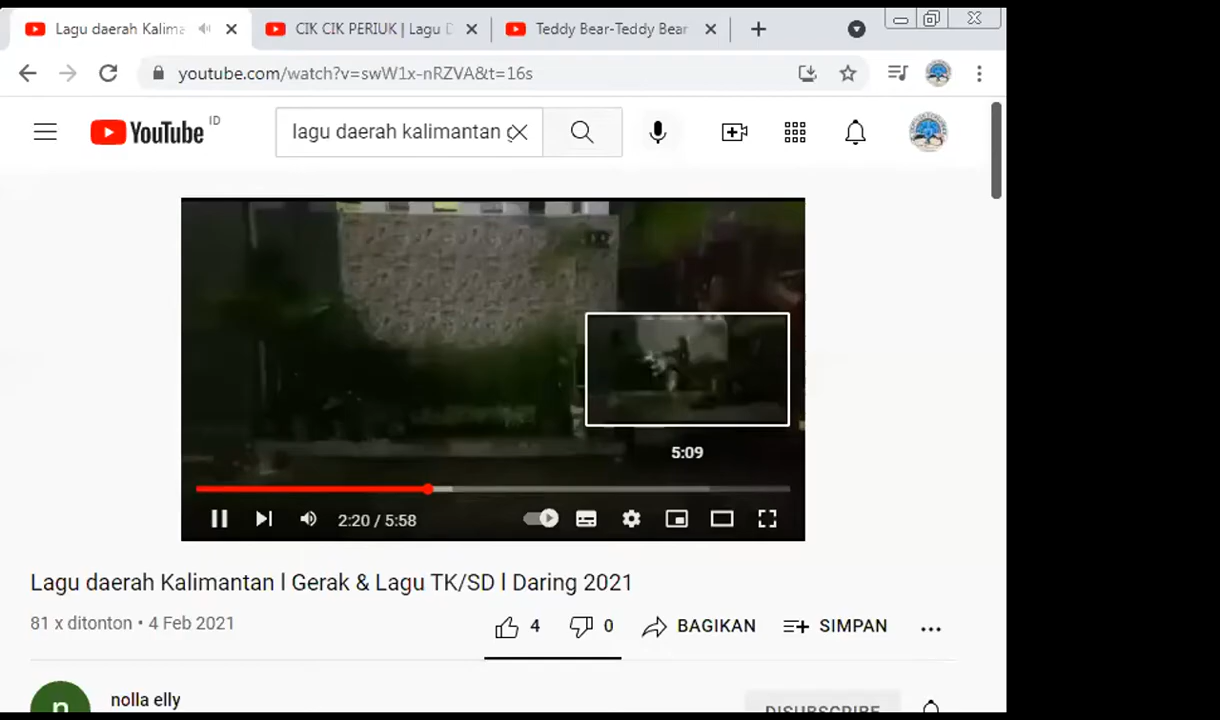 Lagu daerah Kalima
CIK CIK PERIUK | Lagu D
Teddy Bear-Teddy Bear
youtube.com/watch?v=swW1x-nRZVA&t=16s
YouTube ID
lagu daerah kalimantan
5:09
2:20 / 5:58
Lagu daerah Kalimantan l Gerak & Lagu TK/SD l Daring 2021
81 x ditonton • 4 Feb 2021
4
0
BAGIKAN
SIMPAN
n
nolla elly
DISUBSCRIBE